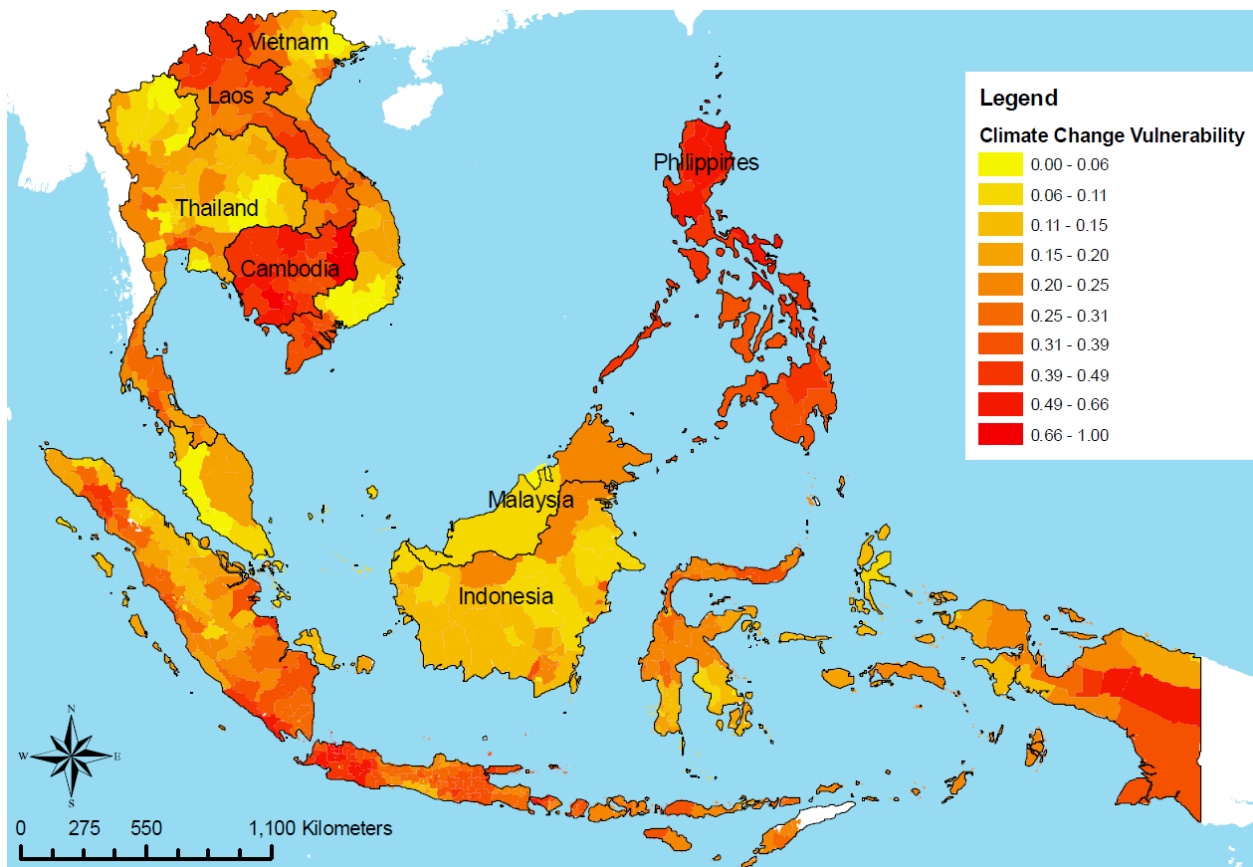 Vietnam
Laos
Thailand
Cambodia
Philippines
Malaysia
Indonesia
Legend
Climate Change Vulnerability
0.00 - 0.06
0.06 - 0.11
0.11 - 0.15
0.15 - 0.20
0.20 - 0.25
0.25 - 0.31
0.31 - 0.39
0.39 - 0.49
0.49 - 0.66
0.66 - 1.00
N
W E
S
0 275 550 1,100 Kilometers